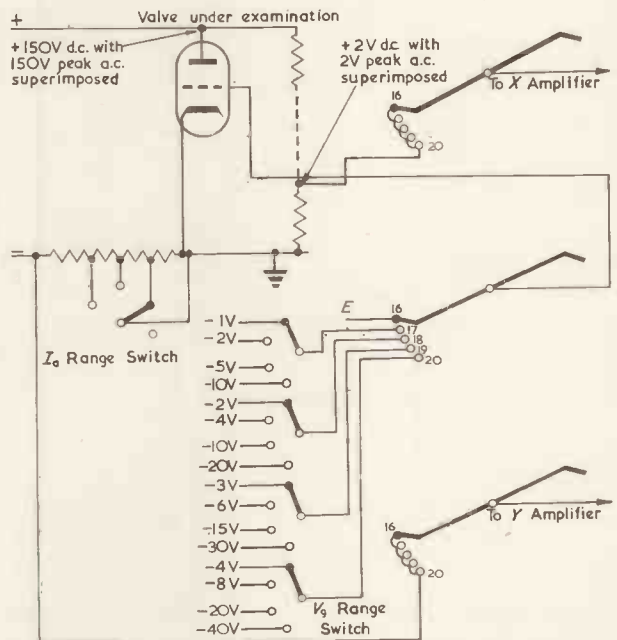 +
Valve under examination
+150V d.c. with
150V peak a.c.
superimposed
+2V d.c with
2V peak a.c.
superimposed
16
To X Amplifier
20
=
E
16
17
18
19
20
Ia Range Switch
-1V
-2V
-5V
-10V
-2V
-4V
-10V
-20V
-3V
-6V
-15V
-30V
-4V
-8V
-20V
-40V
Vg Range
Switch
16
To Y Amplifier
20